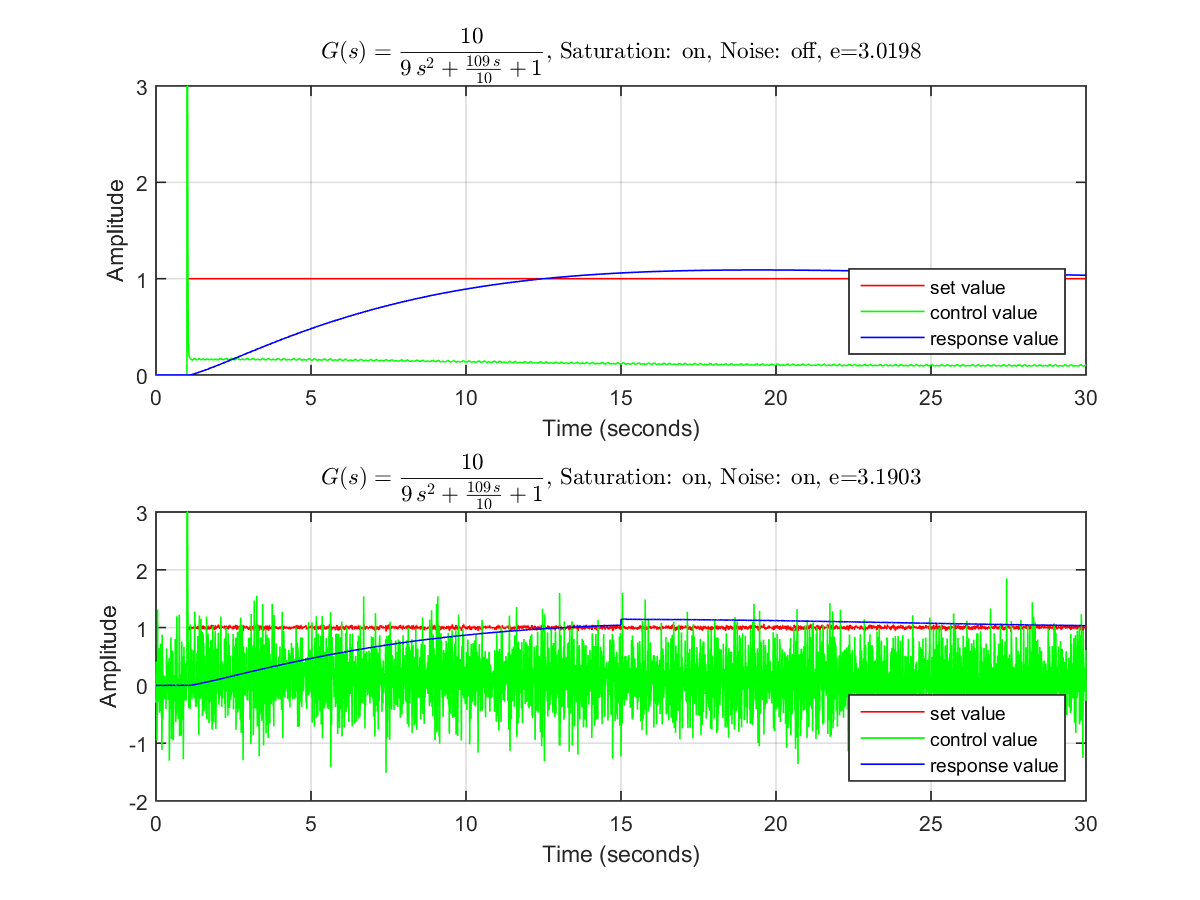 G(s) = 10 / (9 s² + 109 s/10 + 1), Saturation: on, Noise: off, e=3.0198
3
2
1
0
Amplitude
set value
control value
response value
0 5 10 15 20 25 30
Time (seconds)
G(s) = 10 / (9 s² + 109 s/10 + 1), Saturation: on, Noise: on, e=3.1903
3
2
1
0
-1
-2
Amplitude
set value
control value
response value
0 5 10 15 20 25 30
Time (seconds)